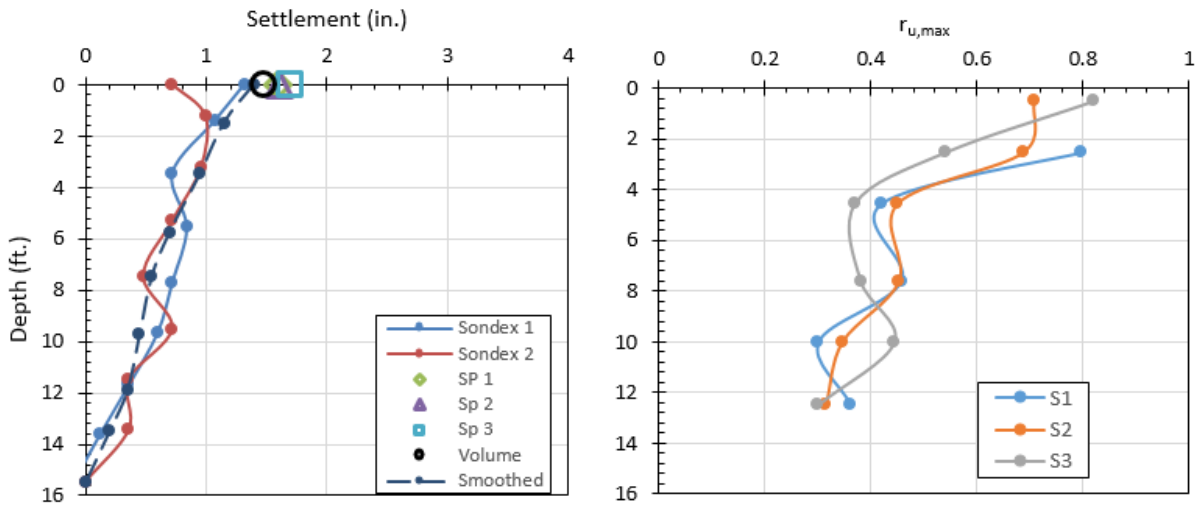 Settlement (in.)
0 1 2 3 4
0
2
4
6
8
10
12
14
16
Depth (ft.)
Sondex 1
Sondex 2
SP 1
Sp 2
Sp 3
Volume
Smoothed
ru,max
0 0.2 0.4 0.6 0.8 1
0
2
4
6
8
10
12
14
16
S1
S2
S3